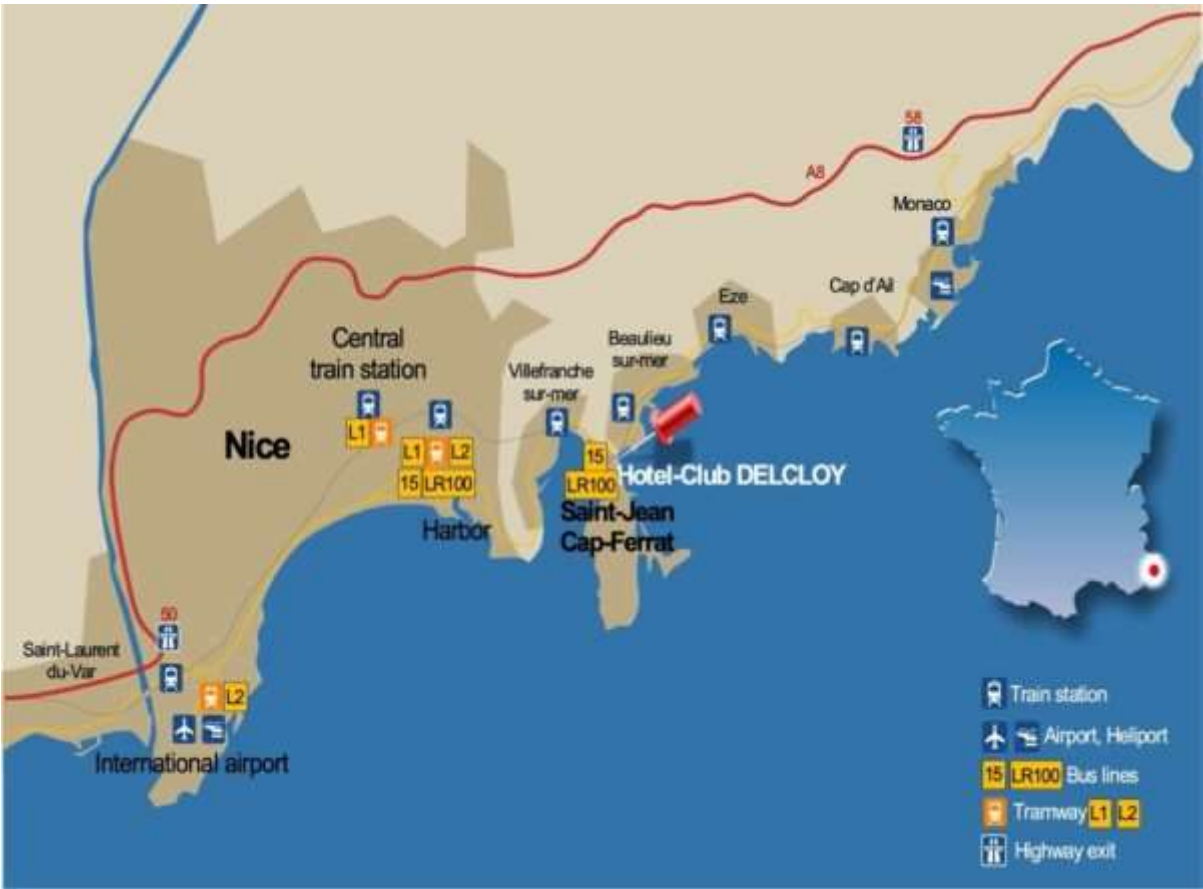 58
A8
Monaco
Eze
Cap d'Ail
Central
train station
Beaulieu
sur-mer
Villefranche
sur-mer
L1
Nice
L1 L2
15
15 LR100
LR100
Hotel-Club DELCLOY
Harbor
Saint-Jean
Cap-Ferrat
50
Saint-Laurent
du-Var
L2
International airport
Train station
Airport, Heliport
15 LR100 Bus lines
Tramway L1 L2
Highway exit